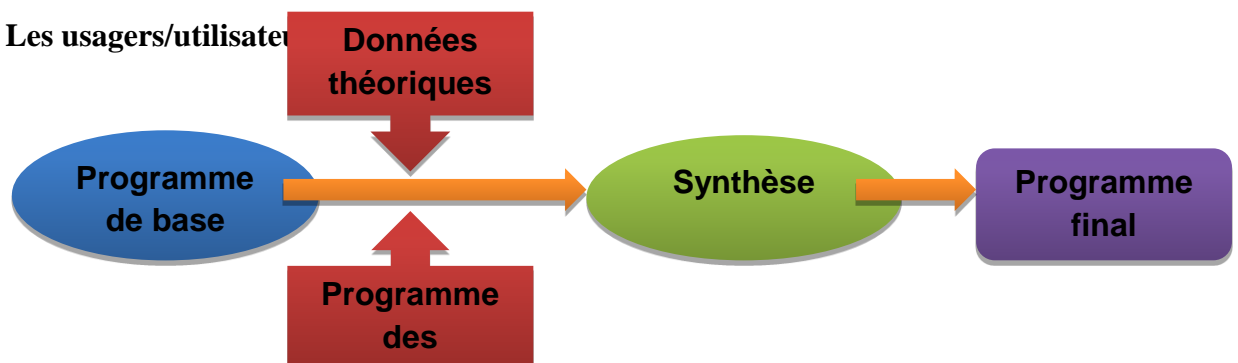 Les usagers/utilisateu
Données
théoriques
Programme
de base
Synthèse
Programme
final
Programme
des